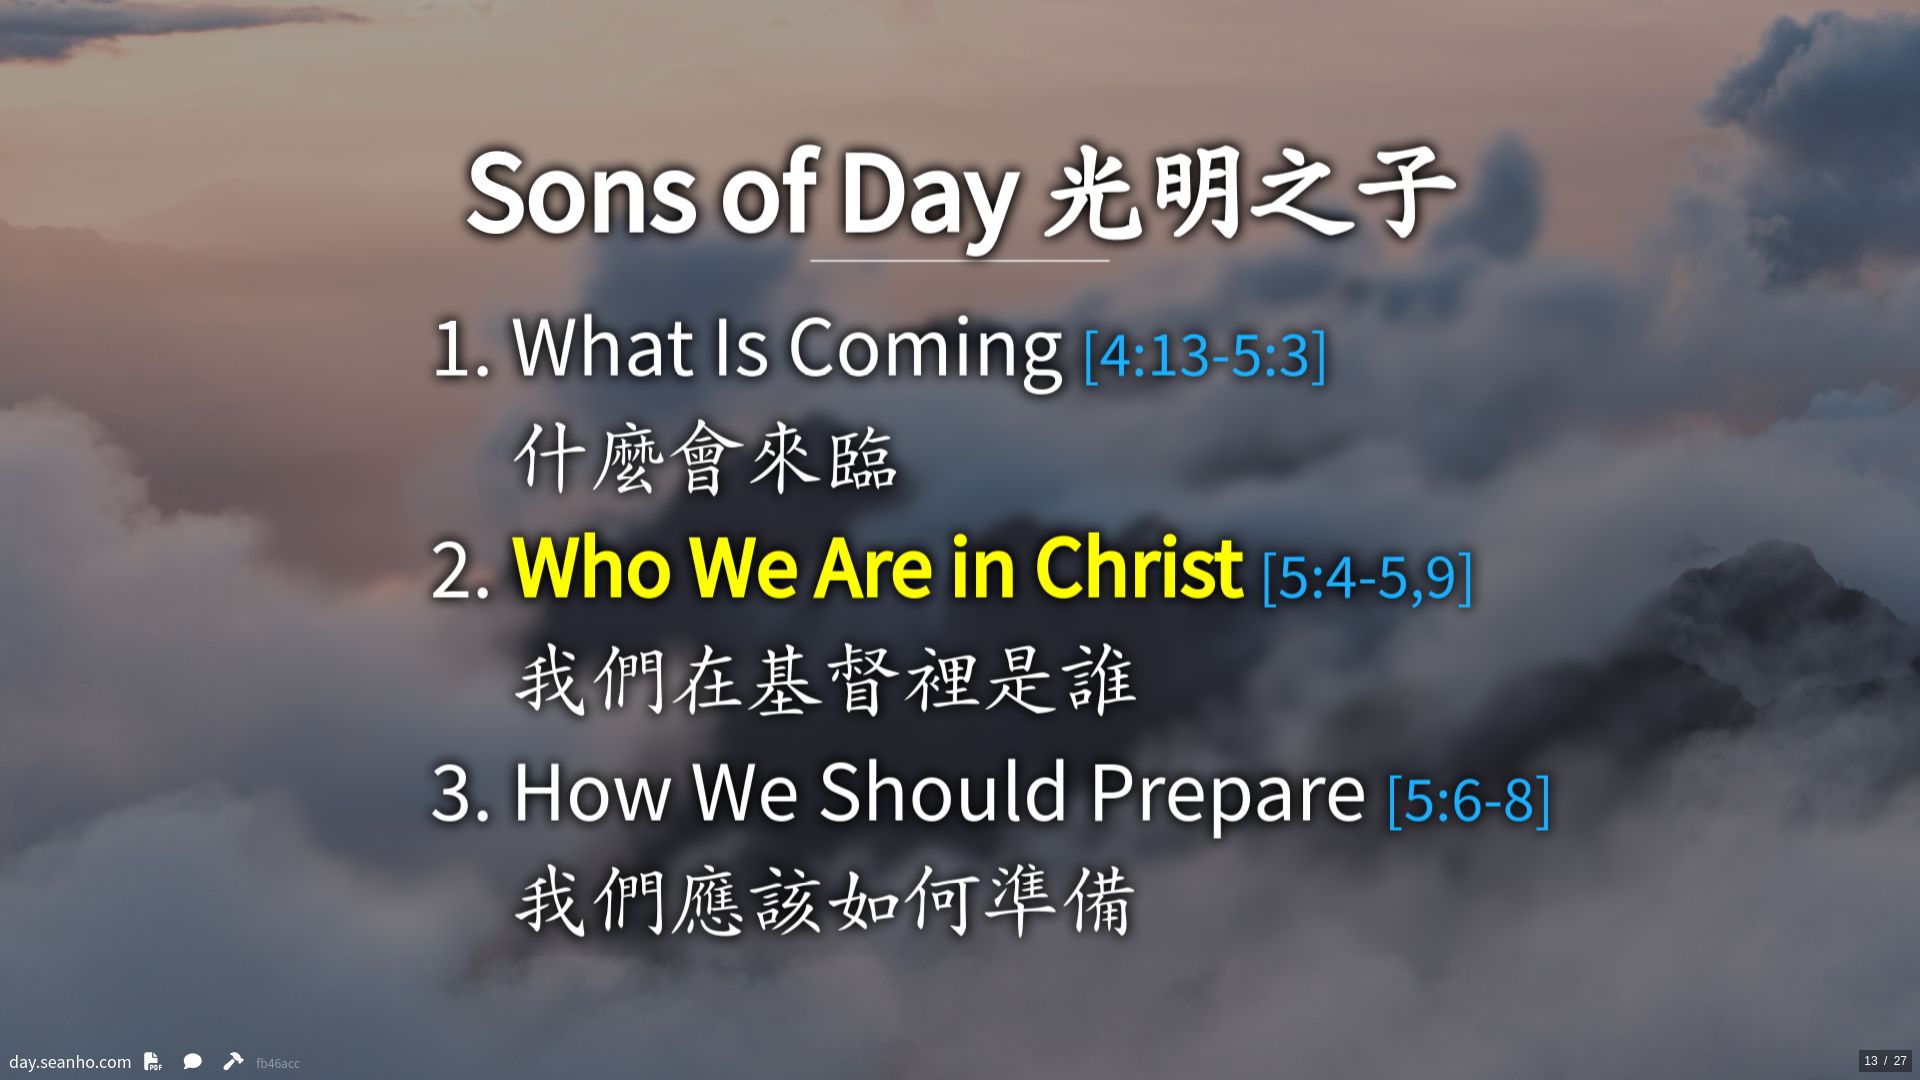 Sons of Day 光明之子
1. What Is Coming [4:13-5:3]
什麼會來臨
2. Who We Are in Christ [5:4-5,9]
我們在基督裡是誰
3. How We Should Prepare [5:6-8]
我們應該如何準備
day.seanho.com PDF fb46acc
13 / 27